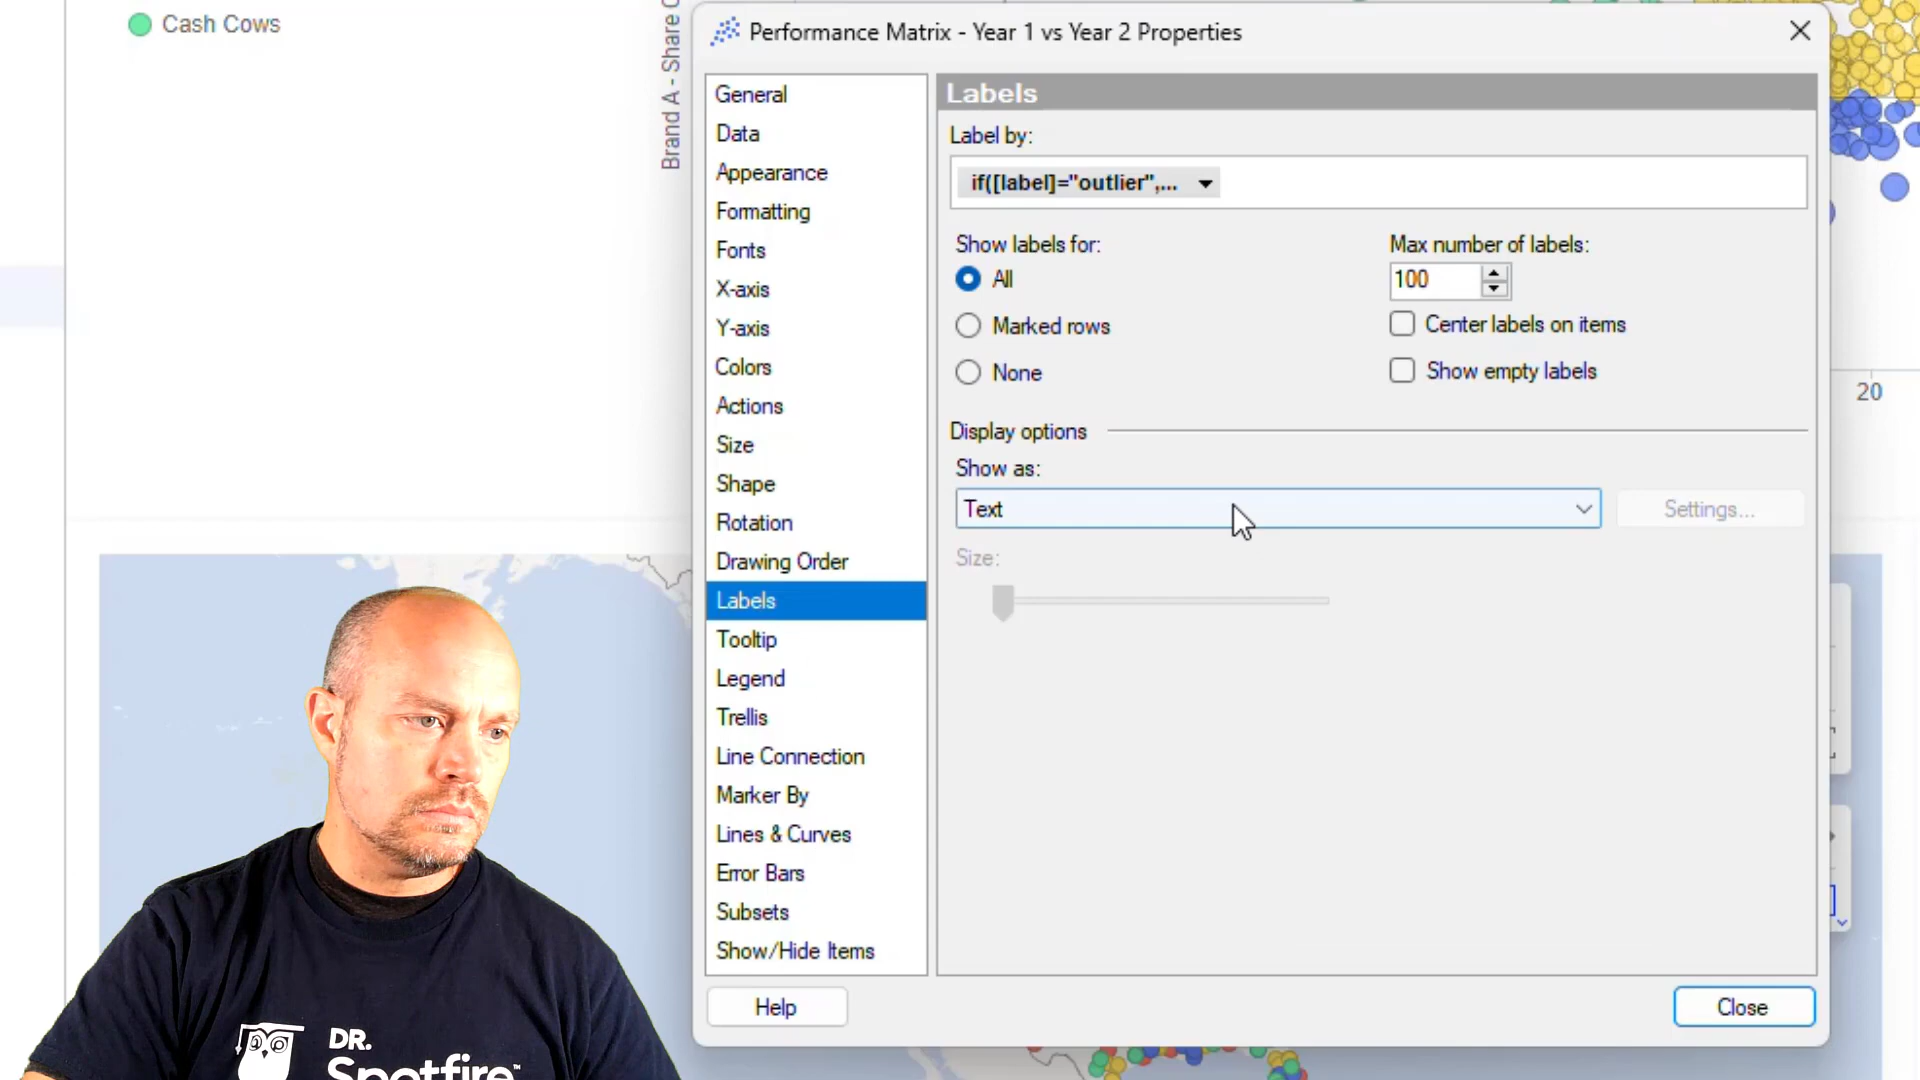 Cash Cows
Brand A - Share
Performance Matrix - Year 1 vs Year 2 Properties
General
Data
Appearance
Formatting
Fonts
X-axis
Y-axis
Colors
Actions
Size
Shape
Rotation
Drawing Order
Labels
Tooltip
Legend
Trellis
Line Connection
Marker By
Lines & Curves
Error Bars
Subsets
Show/Hide Items
Labels
Label by:
if([label]="outlier",...
Show labels for:
All
Marked rows
None
Max number of labels:
100
Center labels on items
Show empty labels
Display options
Show as:
Text
Settings...
Size:
Help
Close
20
DR.
Spotfire™